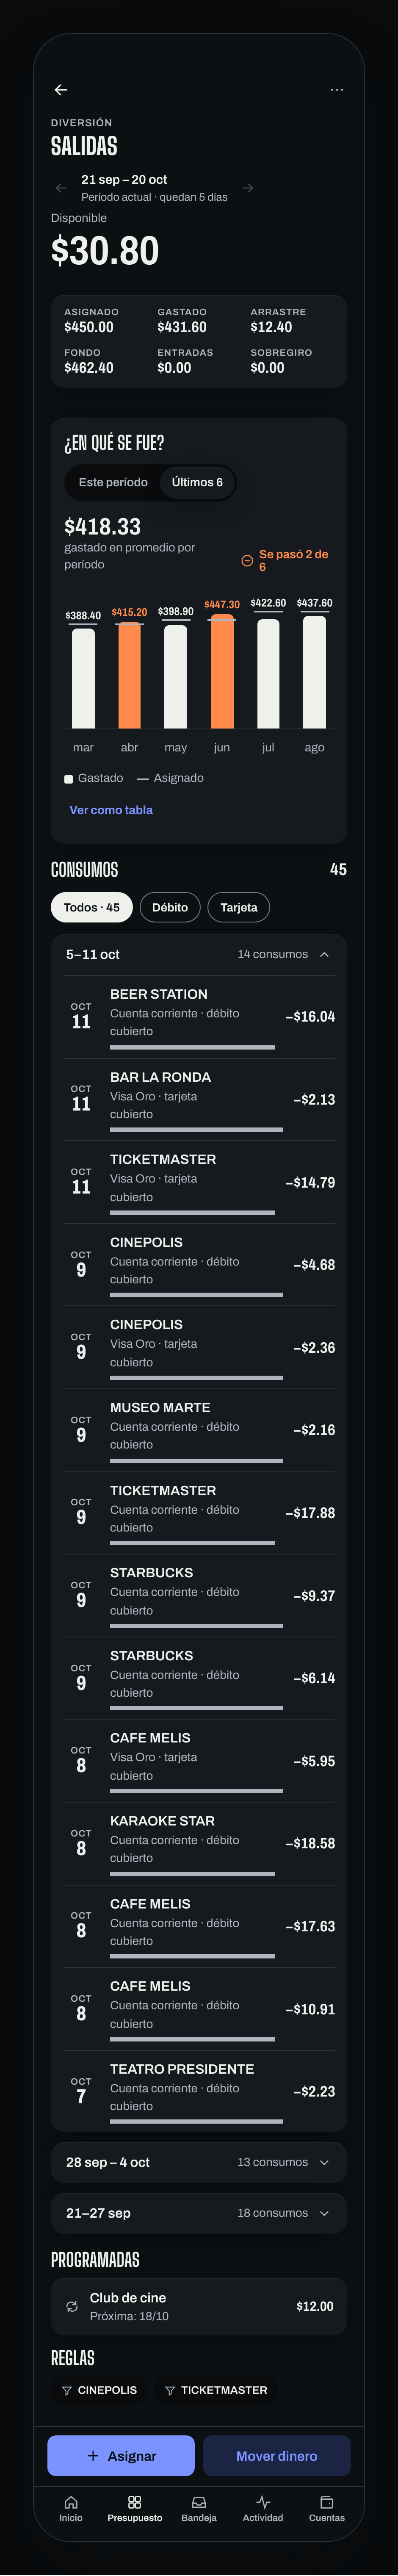 DIVERSIÓN
SALIDAS
21 sep – 20 oct
Período actual · quedan 5 días
Disponible
$30.80
ASIGNADO GASTADO ARRASTRE
$450.00 $431.60 $12.40
FONDO ENTRADAS SOBREGIRO
$462.40 $0.00 $0.00
¿EN QUÉ SE FUE?
Este período Últimos 6
$418.33
gastado en promedio por
período
Se pasó 2 de
6
$388.40 $415.20 $398.90 $447.30 $422.60 $437.60
mar abr may jun jul ago
Gastado Asignado
Ver como tabla
CONSUMOS 45
Todos · 45 Débito Tarjeta
5–11 oct 14 consumos
OCT
11
BEER STATION
Cuenta corriente · débito
cubierto
−$16.04
OCT
11
BAR LA RONDA
Visa Oro · tarjeta
cubierto
−$2.13
OCT
11
TICKETMASTER
Visa Oro · tarjeta
cubierto
−$14.79
OCT
9
CINEPOLIS
Cuenta corriente · débito
cubierto
−$4.68
OCT
9
CINEPOLIS
Visa Oro · tarjeta
cubierto
−$2.36
OCT
9
MUSEO MARTE
Cuenta corriente · débito
cubierto
−$2.16
OCT
9
TICKETMASTER
Cuenta corriente · débito
cubierto
−$17.88
OCT
9
STARBUCKS
Cuenta corriente · débito
cubierto
−$9.37
OCT
9
STARBUCKS
Cuenta corriente · débito
cubierto
−$6.14
OCT
8
CAFE MELIS
Visa Oro · tarjeta
cubierto
−$5.95
OCT
8
KARAOKE STAR
Cuenta corriente · débito
cubierto
−$18.58
OCT
8
CAFE MELIS
Cuenta corriente · débito
cubierto
−$17.63
OCT
8
CAFE MELIS
Cuenta corriente · débito
cubierto
−$10.91
OCT
7
TEATRO PRESIDENTE
Cuenta corriente · débito
cubierto
−$2.23
28 sep – 4 oct 13 consumos
21–27 sep 18 consumos
PROGRAMADAS
Club de cine
Próxima: 18/10
$12.00
REGLAS
CINEPOLIS TICKETMASTER
Asignar Mover dinero
Inicio Presupuesto Bandeja Actividad Cuentas